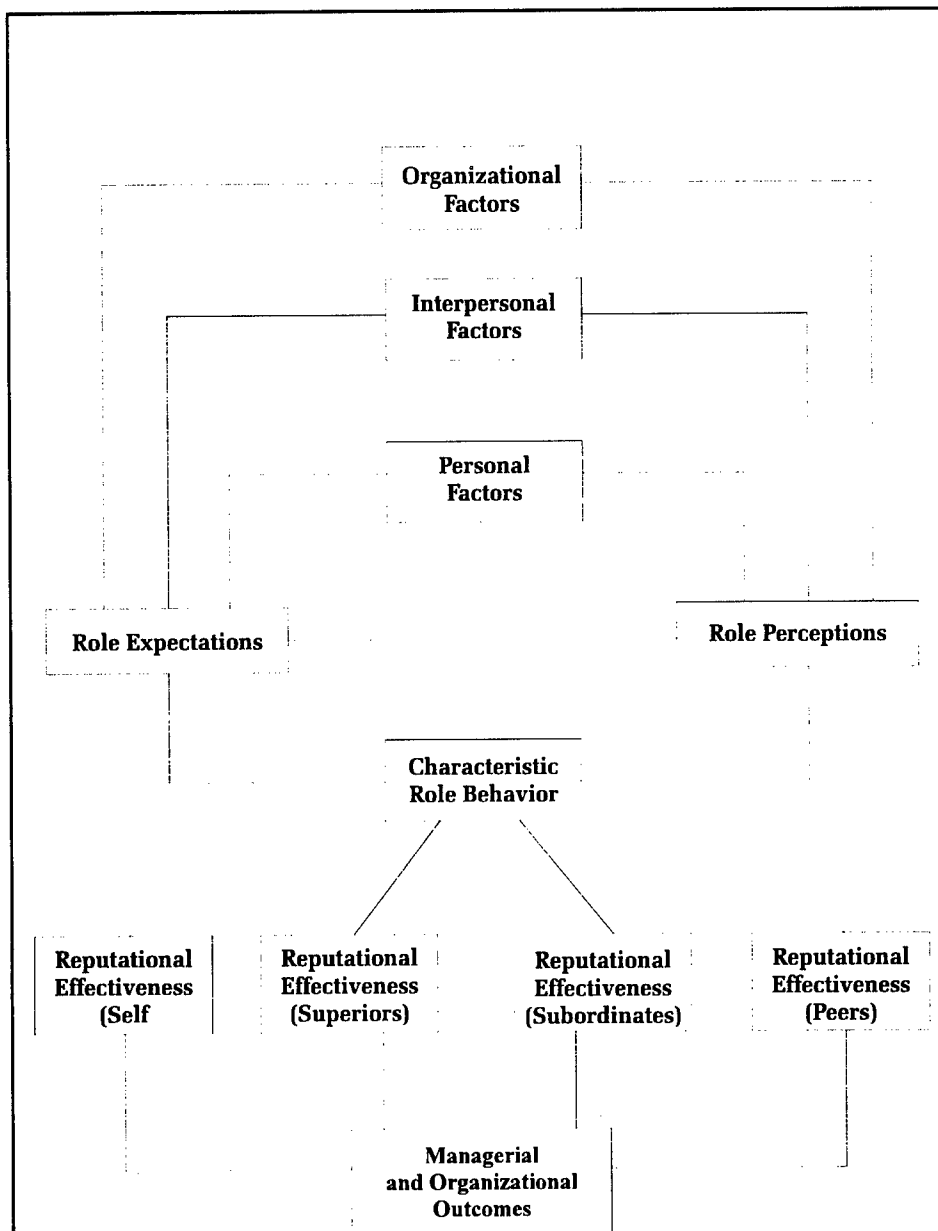 Organizational
Factors
Interpersonal
Factors
Personal
Factors
Role Expectations
Role Perceptions
Characteristic
Role Behavior
Reputational
Effectiveness
(Self
Reputational
Effectiveness
(Superiors)
Reputational
Effectiveness
(Subordinates)
Reputational
Effectiveness
(Peers)
Managerial
and Organizational
Outcomes